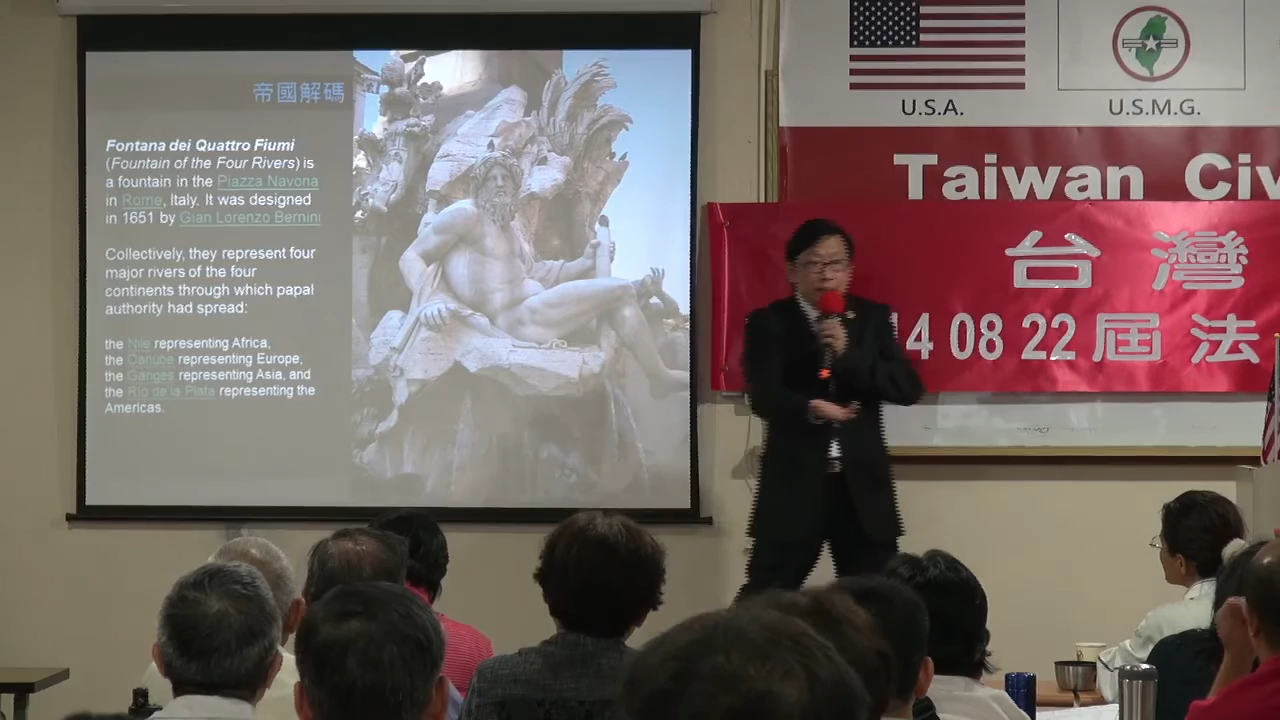 帝國解碼
Fontana dei Quattro Fiumi
(Fountain of the Four Rivers) is
a fountain in the Piazza Navona
in Rome, Italy. It was designed
in 1651 by Gian Lorenzo Bernini
Collectively, they represent four
major rivers of the four
continents through which papal
authority had spread:
the Nile representing Africa,
the Danube representing Europe,
the Ganges representing Asia, and
the Río de la Plata representing the
Americas.
U.S.A.
U.S.M.G.
Taiwan Civ
台灣
14 08 22 屆法